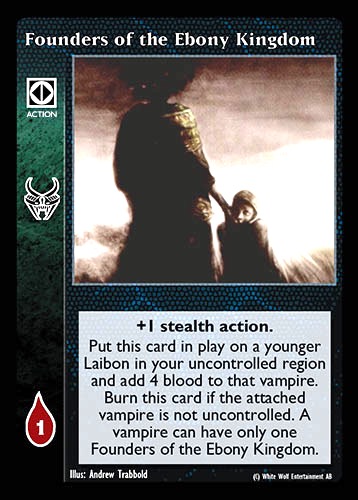 Founders of the Ebony Kingdom
ACTION
+1 stealth action.
Put this card in play on a younger
Laibon in your uncontrolled region
and add 4 blood to that vampire.
Burn this card if the attached
vampire is not uncontrolled. A
vampire can have only one
Founders of the Ebony Kingdom.
1
Illus: Andrew Trabbold
(C) White Wolf Entertainment AB